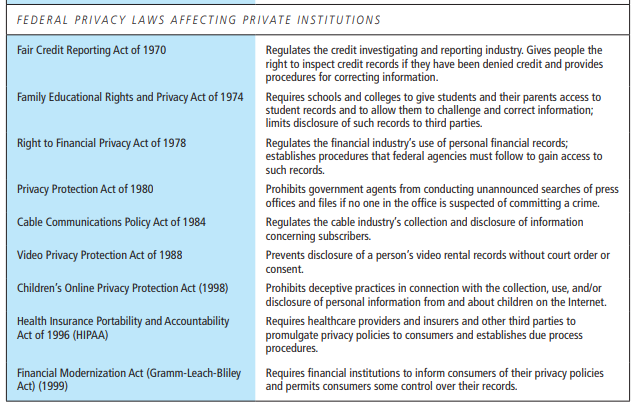 FEDERAL PRIVACY LAWS AFFECTING PRIVATE INSTITUTIONS
Fair Credit Reporting Act of 1970
Regulates the credit investigating and reporting industry. Gives people the
right to inspect credit records if they have been denied credit and provides
procedures for correcting information.
Family Educational Rights and Privacy Act of 1974
Requires schools and colleges to give students and their parents access to
student records and to allow them to challenge and correct information;
limits disclosure of such records to third parties.
Right to Financial Privacy Act of 1978
Regulates the financial industry’s use of personal financial records;
establishes procedures that federal agencies must follow to gain access to
such records.
Privacy Protection Act of 1980
Prohibits government agents from conducting unannounced searches of press
offices and files if no one in the office is suspected of committing a crime.
Cable Communications Policy Act of 1984
Regulates the cable industry’s collection and disclosure of information
concerning subscribers.
Video Privacy Protection Act of 1988
Prevents disclosure of a person’s video rental records without court order or
consent.
Children’s Online Privacy Protection Act (1998)
Prohibits deceptive practices in connection with the collection, use, and/or
disclosure of personal information from and about children on the Internet.
Health Insurance Portability and Accountability
Act of 1996 (HIPAA)
Requires healthcare providers and insurers and other third parties to
promulgate privacy policies to consumers and establishes due process
procedures.
Financial Modernization Act (Gramm-Leach-Bliley
Act) (1999)
Requires financial institutions to inform consumers of their privacy policies
and permits consumers some control over their records.